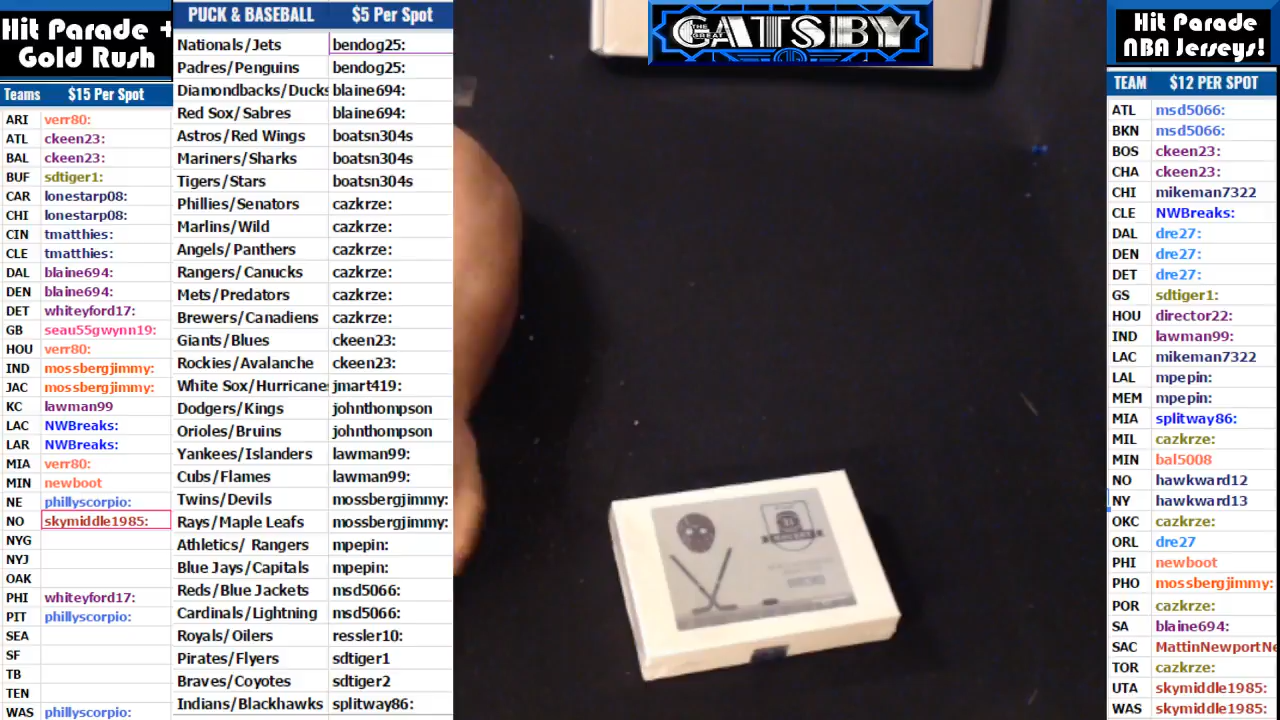 Hit Parade +
Gold Rush
Teams $15 Per Spot
ARI verr80:
ATL ckeen23:
BAL ckeen23:
BUF sdtiger1:
CAR lonestarp08:
CHI lonestarp08:
CIN tmatthies:
CLE tmatthies:
DAL blaine694:
DEN blaine694:
DET whiteyford17:
GB seau55gwynn19:
HOU verr80:
IND mossbergjimmy:
JAC mossbergjimmy:
KC lawman99
LAC NWBreaks:
LAR NWBreaks:
MIA verr80:
MIN newboot
NE phillyscorpio:
NO skymiddle1985:
NYG
NYJ
OAK
PHI whiteyford17:
PIT phillyscorpio:
SEA
SF
TB
TEN
WAS phillyscorpio:
PUCK & BASEBALL $5 Per Spot
Nationals/Jets bendog25:
Padres/Penguins bendog25:
Diamondbacks/Ducks blaine694:
Red Sox/Sabres blaine694:
Astros/Red Wings boatsn304s
Mariners/Sharks boatsn304s
Tigers/Stars boatsn304s
Phillies/Senators cazkrze:
Marlins/Wild cazkrze:
Angels/Panthers cazkrze:
Rangers/Canucks cazkrze:
Mets/Predators cazkrze:
Brewers/Canadiens cazkrze:
Giants/Blues ckeen23:
Rockies/Avalanche ckeen23:
White Sox/Hurricane jmart419:
Dodgers/Kings johnthompson
Orioles/Bruins johnthompson
Yankees/Islanders lawman99:
Cubs/Flames lawman99:
Twins/Devils mossbergjimmy:
Rays/Maple Leafs mossbergjimmy:
Athletics/ Rangers mpepin:
Blue Jays/Capitals mpepin:
Reds/Blue Jackets msd5066:
Cardinals/Lightning msd5066:
Royals/Oilers ressler10:
Pirates/Flyers sdtiger1
Braves/Coyotes sdtiger2
Indians/Blackhawks splitway86:
THE GREAT
GATSBY
Hit Parade
NBA Jerseys!
TEAM $12 PER SPOT
ATL msd5066:
BKN msd5066:
BOS ckeen23:
CHA ckeen23:
CHI mikeman7322
CLE NWBreaks:
DAL dre27:
DEN dre27:
DET dre27:
GS sdtiger1:
HOU director22:
IND lawman99:
LAC mikeman7322
LAL mpepin:
MEM mpepin:
MIA splitway86:
MIL cazkrze:
MIN bal5008
NO hawkward12
NY hawkward13
OKC cazkrze:
ORL dre27
PHI newboot
PHO mossbergjimmy:
POR cazkrze:
SA blaine694:
SAC MattinNewportNe
TOR cazkrze:
UTA skymiddle1985:
WAS skymiddle1985: